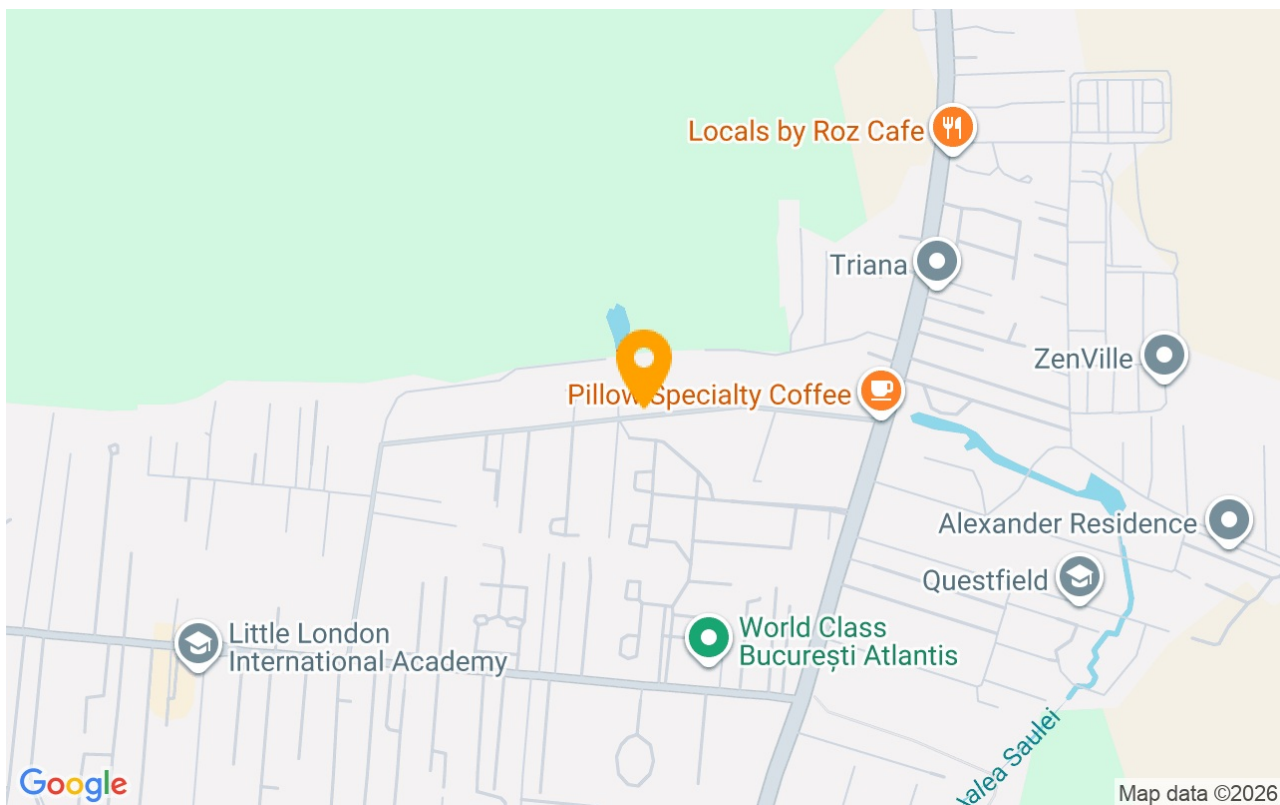 Locals by Roz Cafe
Triana
ZenVille
Pillow Specialty Coffee
Alexander Residence
Questfield
Little London
International Academy
World Class
București Atlantis
Valea Saulei
Google
Map data ©2026